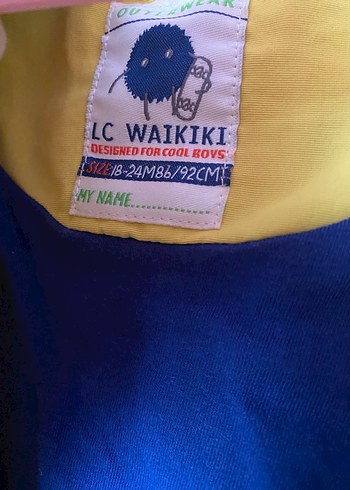 OUTERWEAR
LC WAIKIKI
DESIGNED FOR COOL BOYS
SIZE 18-24M 86/92CM
MY NAME..............